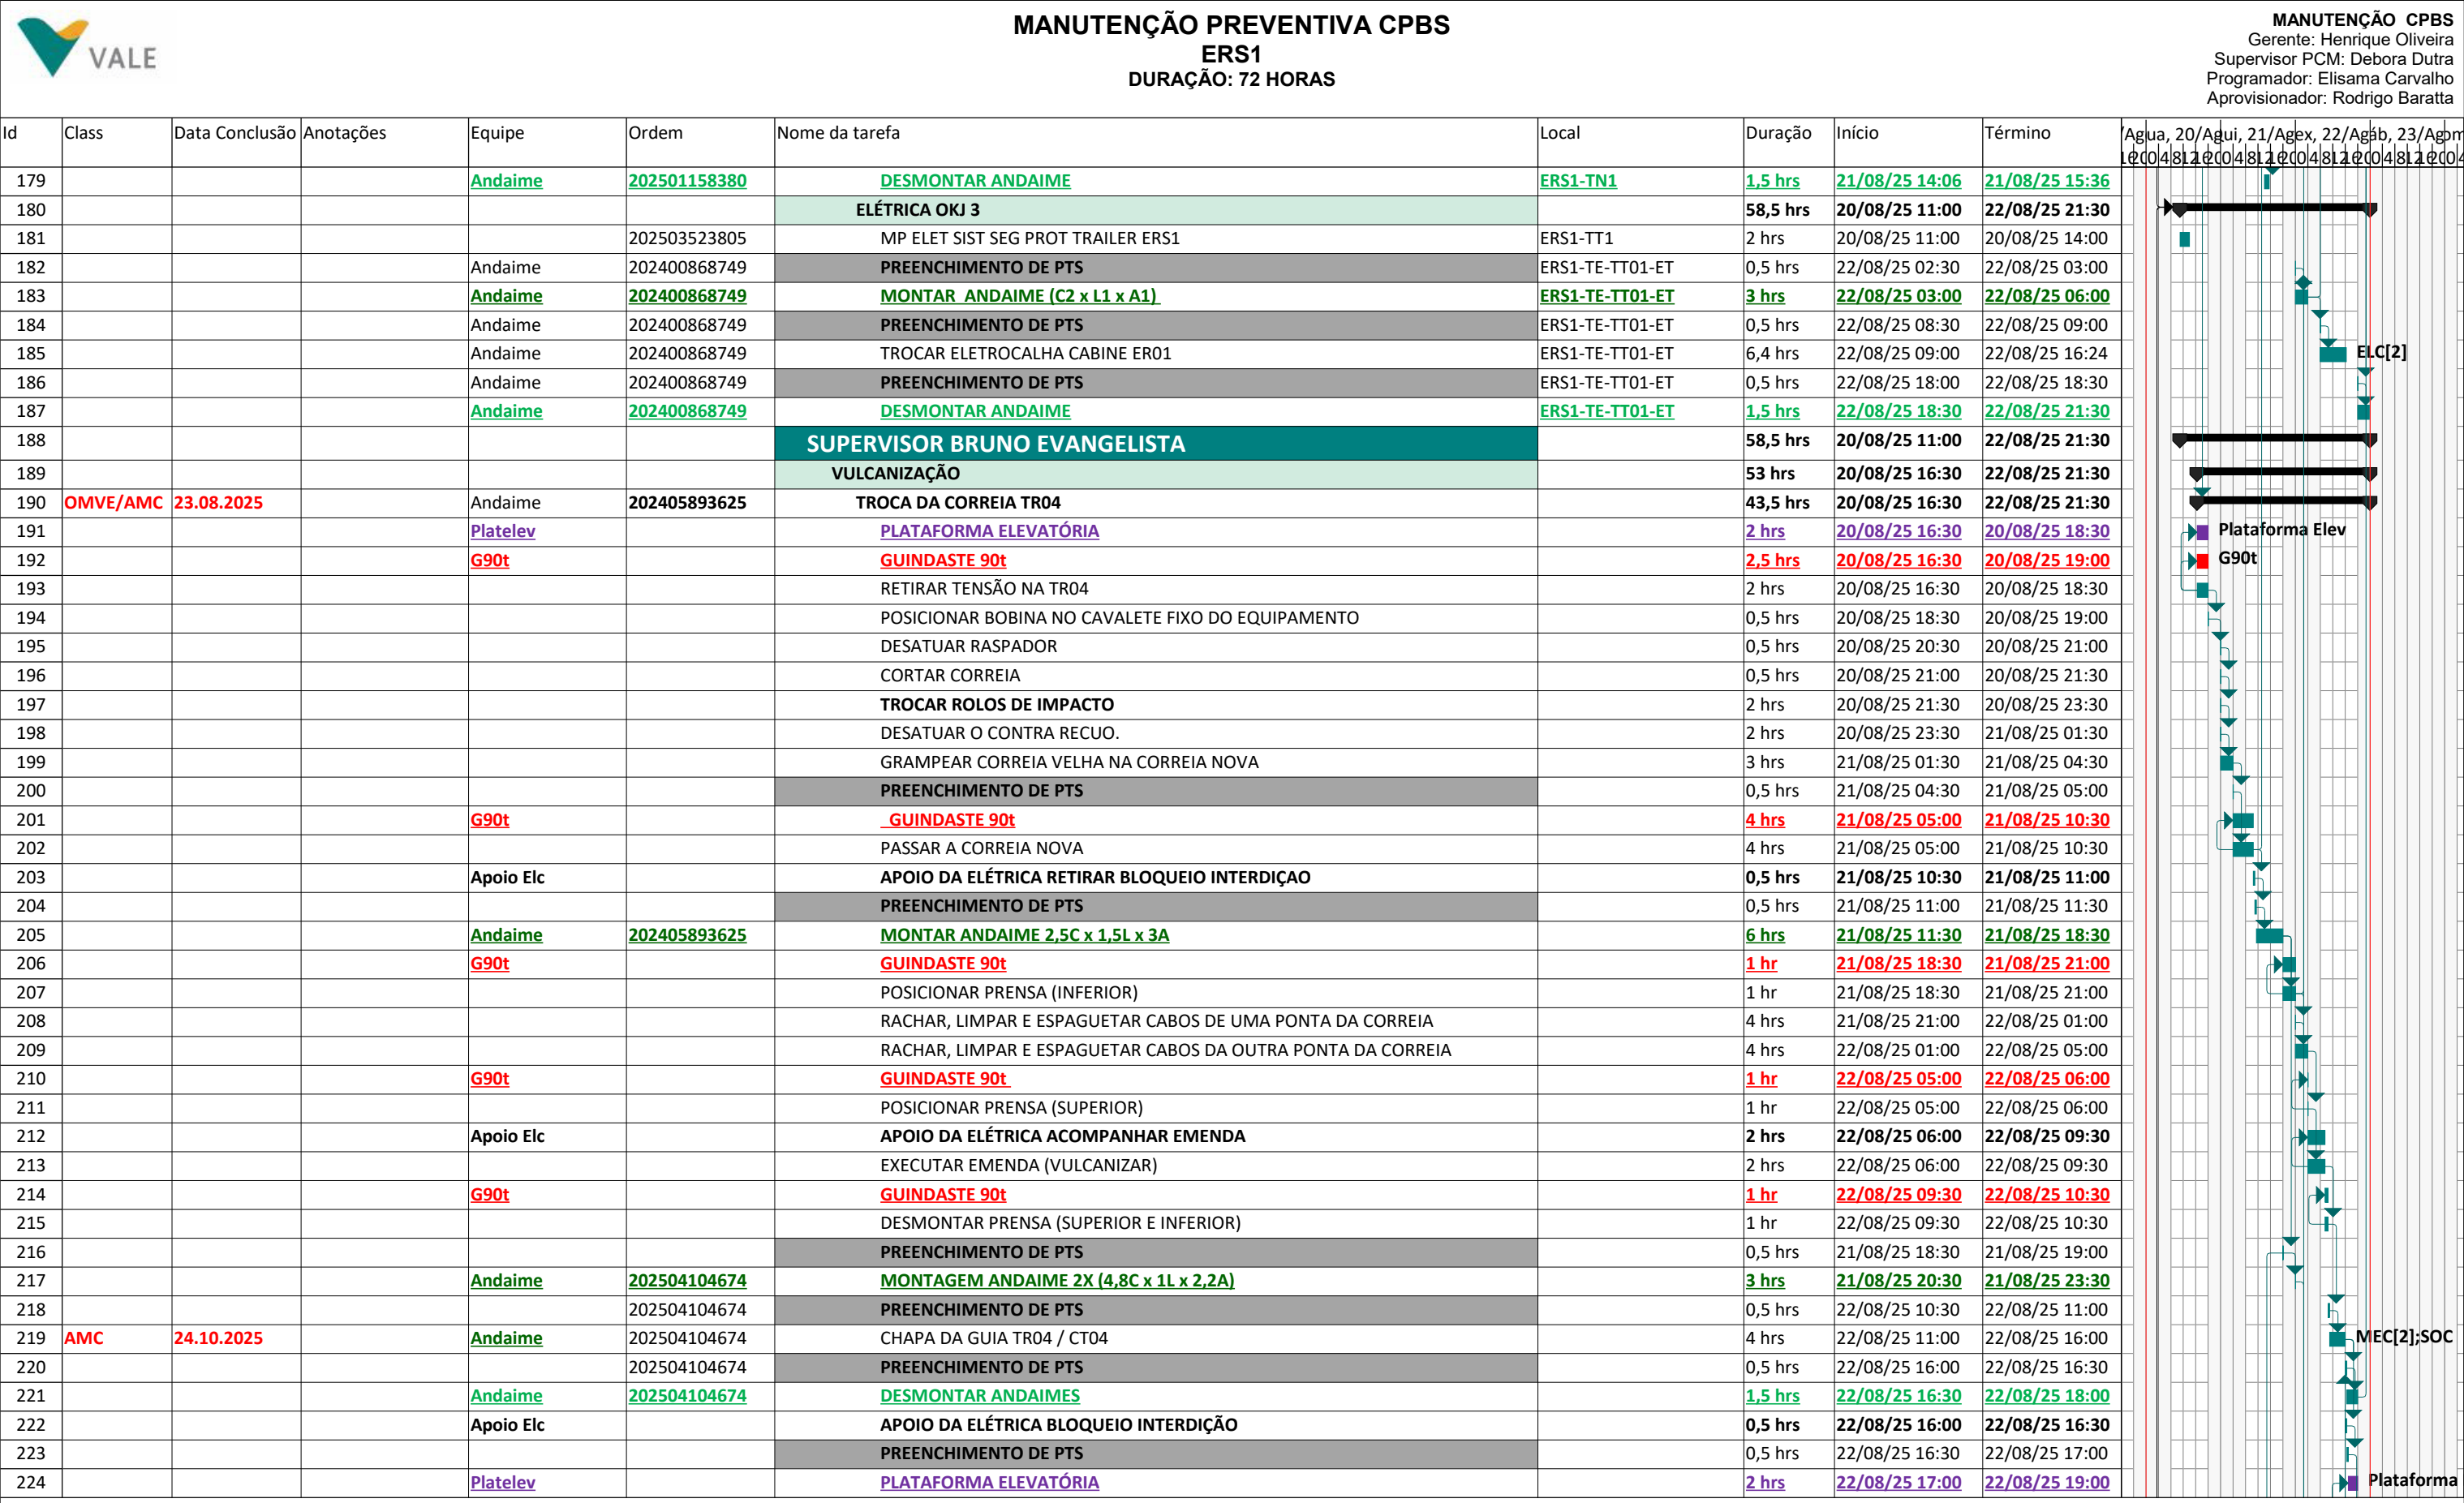 VALE
MANUTENÇÃO PREVENTIVA CPBS
ERS1
DURAÇÃO: 72 HORAS
MANUTENÇÃO CPBS
Gerente: Henrique Oliveira
Supervisor PCM: Debora Dutra
Programador: Elisama Carvalho
Aprovisionador: Rodrigo Baratta
Id Class Data Conclusão Anotações Equipe Ordem Nome da tarefa Local Duração Início Término
179 Andaime 202501158380 DESMONTAR ANDAIME ERS1-TN1 1,5 hrs 21/08/25 14:06 21/08/25 15:36
180 ELÉTRICA OKJ 3 58,5 hrs 20/08/25 11:00 22/08/25 21:30
181 202503523805 MP ELET SIST SEG PROT TRAILER ERS1 ERS1-TT1 2 hrs 20/08/25 11:00 20/08/25 14:00
182 Andaime 202400868749 PREENCHIMENTO DE PTS ERS1-TE-TT01-ET 0,5 hrs 22/08/25 02:30 22/08/25 03:00
183 Andaime 202400868749 MONTAR ANDAIME (C2 x L1 x A1) ERS1-TE-TT01-ET 3 hrs 22/08/25 03:00 22/08/25 06:00
184 Andaime 202400868749 PREENCHIMENTO DE PTS ERS1-TE-TT01-ET 0,5 hrs 22/08/25 08:30 22/08/25 09:00
185 Andaime 202400868749 TROCAR ELETROCALHA CABINE ER01 ERS1-TE-TT01-ET 6,4 hrs 22/08/25 09:00 22/08/25 16:24 ELC[2]
186 Andaime 202400868749 PREENCHIMENTO DE PTS ERS1-TE-TT01-ET 0,5 hrs 22/08/25 18:00 22/08/25 18:30
187 Andaime 202400868749 DESMONTAR ANDAIME ERS1-TE-TT01-ET 1,5 hrs 22/08/25 18:30 22/08/25 21:30
188 SUPERVISOR BRUNO EVANGELISTA 58,5 hrs 20/08/25 11:00 22/08/25 21:30
189 VULCANIZAÇÃO 53 hrs 20/08/25 16:30 22/08/25 21:30
190 OMVE/AMC 23.08.2025 Andaime 202405893625 TROCA DA CORREIA TR04 43,5 hrs 20/08/25 16:30 22/08/25 21:30
191 Platelev PLATAFORMA ELEVATÓRIA 2 hrs 20/08/25 16:30 20/08/25 18:30 Plataforma Elev
192 G90t GUINDASTE 90t 2,5 hrs 20/08/25 16:30 20/08/25 19:00 G90t
193 RETIRAR TENSÃO NA TR04 2 hrs 20/08/25 16:30 20/08/25 18:30
194 POSICIONAR BOBINA NO CAVALETE FIXO DO EQUIPAMENTO 0,5 hrs 20/08/25 18:30 20/08/25 19:00
195 DESATUAR RASPADOR 0,5 hrs 20/08/25 20:30 20/08/25 21:00
196 CORTAR CORREIA 0,5 hrs 20/08/25 21:00 20/08/25 21:30
197 TROCAR ROLOS DE IMPACTO 2 hrs 20/08/25 21:30 20/08/25 23:30
198 DESATUAR O CONTRA RECUO. 2 hrs 20/08/25 23:30 21/08/25 01:30
199 GRAMPEAR CORREIA VELHA NA CORREIA NOVA 3 hrs 21/08/25 01:30 21/08/25 04:30
200 PREENCHIMENTO DE PTS 0,5 hrs 21/08/25 04:30 21/08/25 05:00
201 G90t GUINDASTE 90t 4 hrs 21/08/25 05:00 21/08/25 10:30
202 PASSAR A CORREIA NOVA 4 hrs 21/08/25 05:00 21/08/25 10:30
203 Apoio Elc APOIO DA ELÉTRICA RETIRAR BLOQUEIO INTERDIÇAO 0,5 hrs 21/08/25 10:30 21/08/25 11:00
204 PREENCHIMENTO DE PTS 0,5 hrs 21/08/25 11:00 21/08/25 11:30
205 Andaime 202405893625 MONTAR ANDAIME 2,5C x 1,5L x 3A 6 hrs 21/08/25 11:30 21/08/25 18:30
206 G90t GUINDASTE 90t 1 hr 21/08/25 18:30 21/08/25 21:00
207 POSICIONAR PRENSA (INFERIOR) 1 hr 21/08/25 18:30 21/08/25 21:00
208 RACHAR, LIMPAR E ESPAGUETAR CABOS DE UMA PONTA DA CORREIA 4 hrs 21/08/25 21:00 22/08/25 01:00
209 RACHAR, LIMPAR E ESPAGUETAR CABOS DA OUTRA PONTA DA CORREIA 4 hrs 22/08/25 01:00 22/08/25 05:00
210 G90t GUINDASTE 90t 1 hr 22/08/25 05:00 22/08/25 06:00
211 POSICIONAR PRENSA (SUPERIOR) 1 hr 22/08/25 05:00 22/08/25 06:00
212 Apoio Elc APOIO DA ELÉTRICA ACOMPANHAR EMENDA 2 hrs 22/08/25 06:00 22/08/25 09:30
213 EXECUTAR EMENDA (VULCANIZAR) 2 hrs 22/08/25 06:00 22/08/25 09:30
214 G90t GUINDASTE 90t 1 hr 22/08/25 09:30 22/08/25 10:30
215 DESMONTAR PRENSA (SUPERIOR E INFERIOR) 1 hr 22/08/25 09:30 22/08/25 10:30
216 PREENCHIMENTO DE PTS 0,5 hrs 21/08/25 18:30 21/08/25 19:00
217 Andaime 202504104674 MONTAGEM ANDAIME 2X (4,8C x 1L x 2,2A) 3 hrs 21/08/25 20:30 21/08/25 23:30
218 202504104674 PREENCHIMENTO DE PTS 0,5 hrs 22/08/25 10:30 22/08/25 11:00
219 AMC 24.10.2025 Andaime 202504104674 CHAPA DA GUIA TR04 / CT04 4 hrs 22/08/25 11:00 22/08/25 16:00 MEC[2];SOC
220 202504104674 PREENCHIMENTO DE PTS 0,5 hrs 22/08/25 16:00 22/08/25 16:30
221 Andaime 202504104674 DESMONTAR ANDAIMES 1,5 hrs 22/08/25 16:30 22/08/25 18:00
222 Apoio Elc APOIO DA ELÉTRICA BLOQUEIO INTERDIÇÃO 0,5 hrs 22/08/25 16:00 22/08/25 16:30
223 PREENCHIMENTO DE PTS 0,5 hrs 22/08/25 16:30 22/08/25 17:00
224 Platelev PLATAFORMA ELEVATÓRIA 2 hrs 22/08/25 17:00 22/08/25 19:00 Plataforma